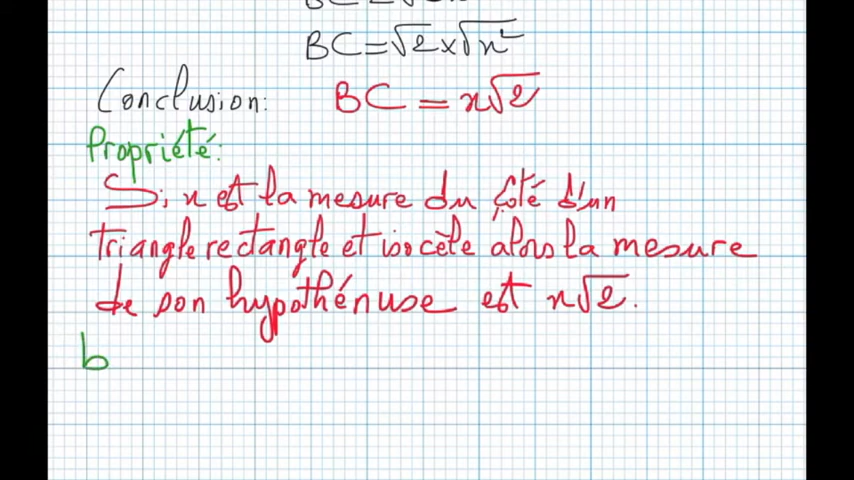 BC=√2×√x²
Conclusion: BC = x√2
Propriété:
Si x est la mesure du côté d'un
triangle rectangle et isocèle alors la mesure
de son hypothénuse est x√2.
b